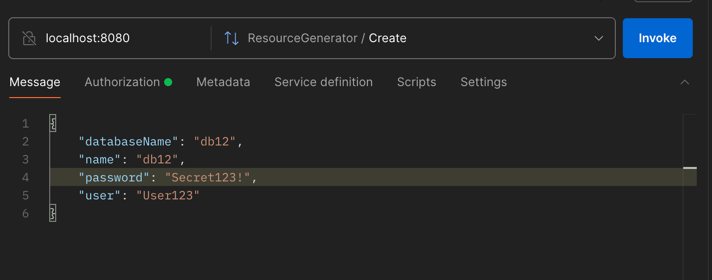 localhost:8080
ResourceGenerator / Create
Invoke
Message Authorization Metadata Service definition Scripts Settings
1 {
2 "databaseName": "db12",
3 "name": "db12",
4 "password": "Secret123!",
5 "user": "User123"
6 }